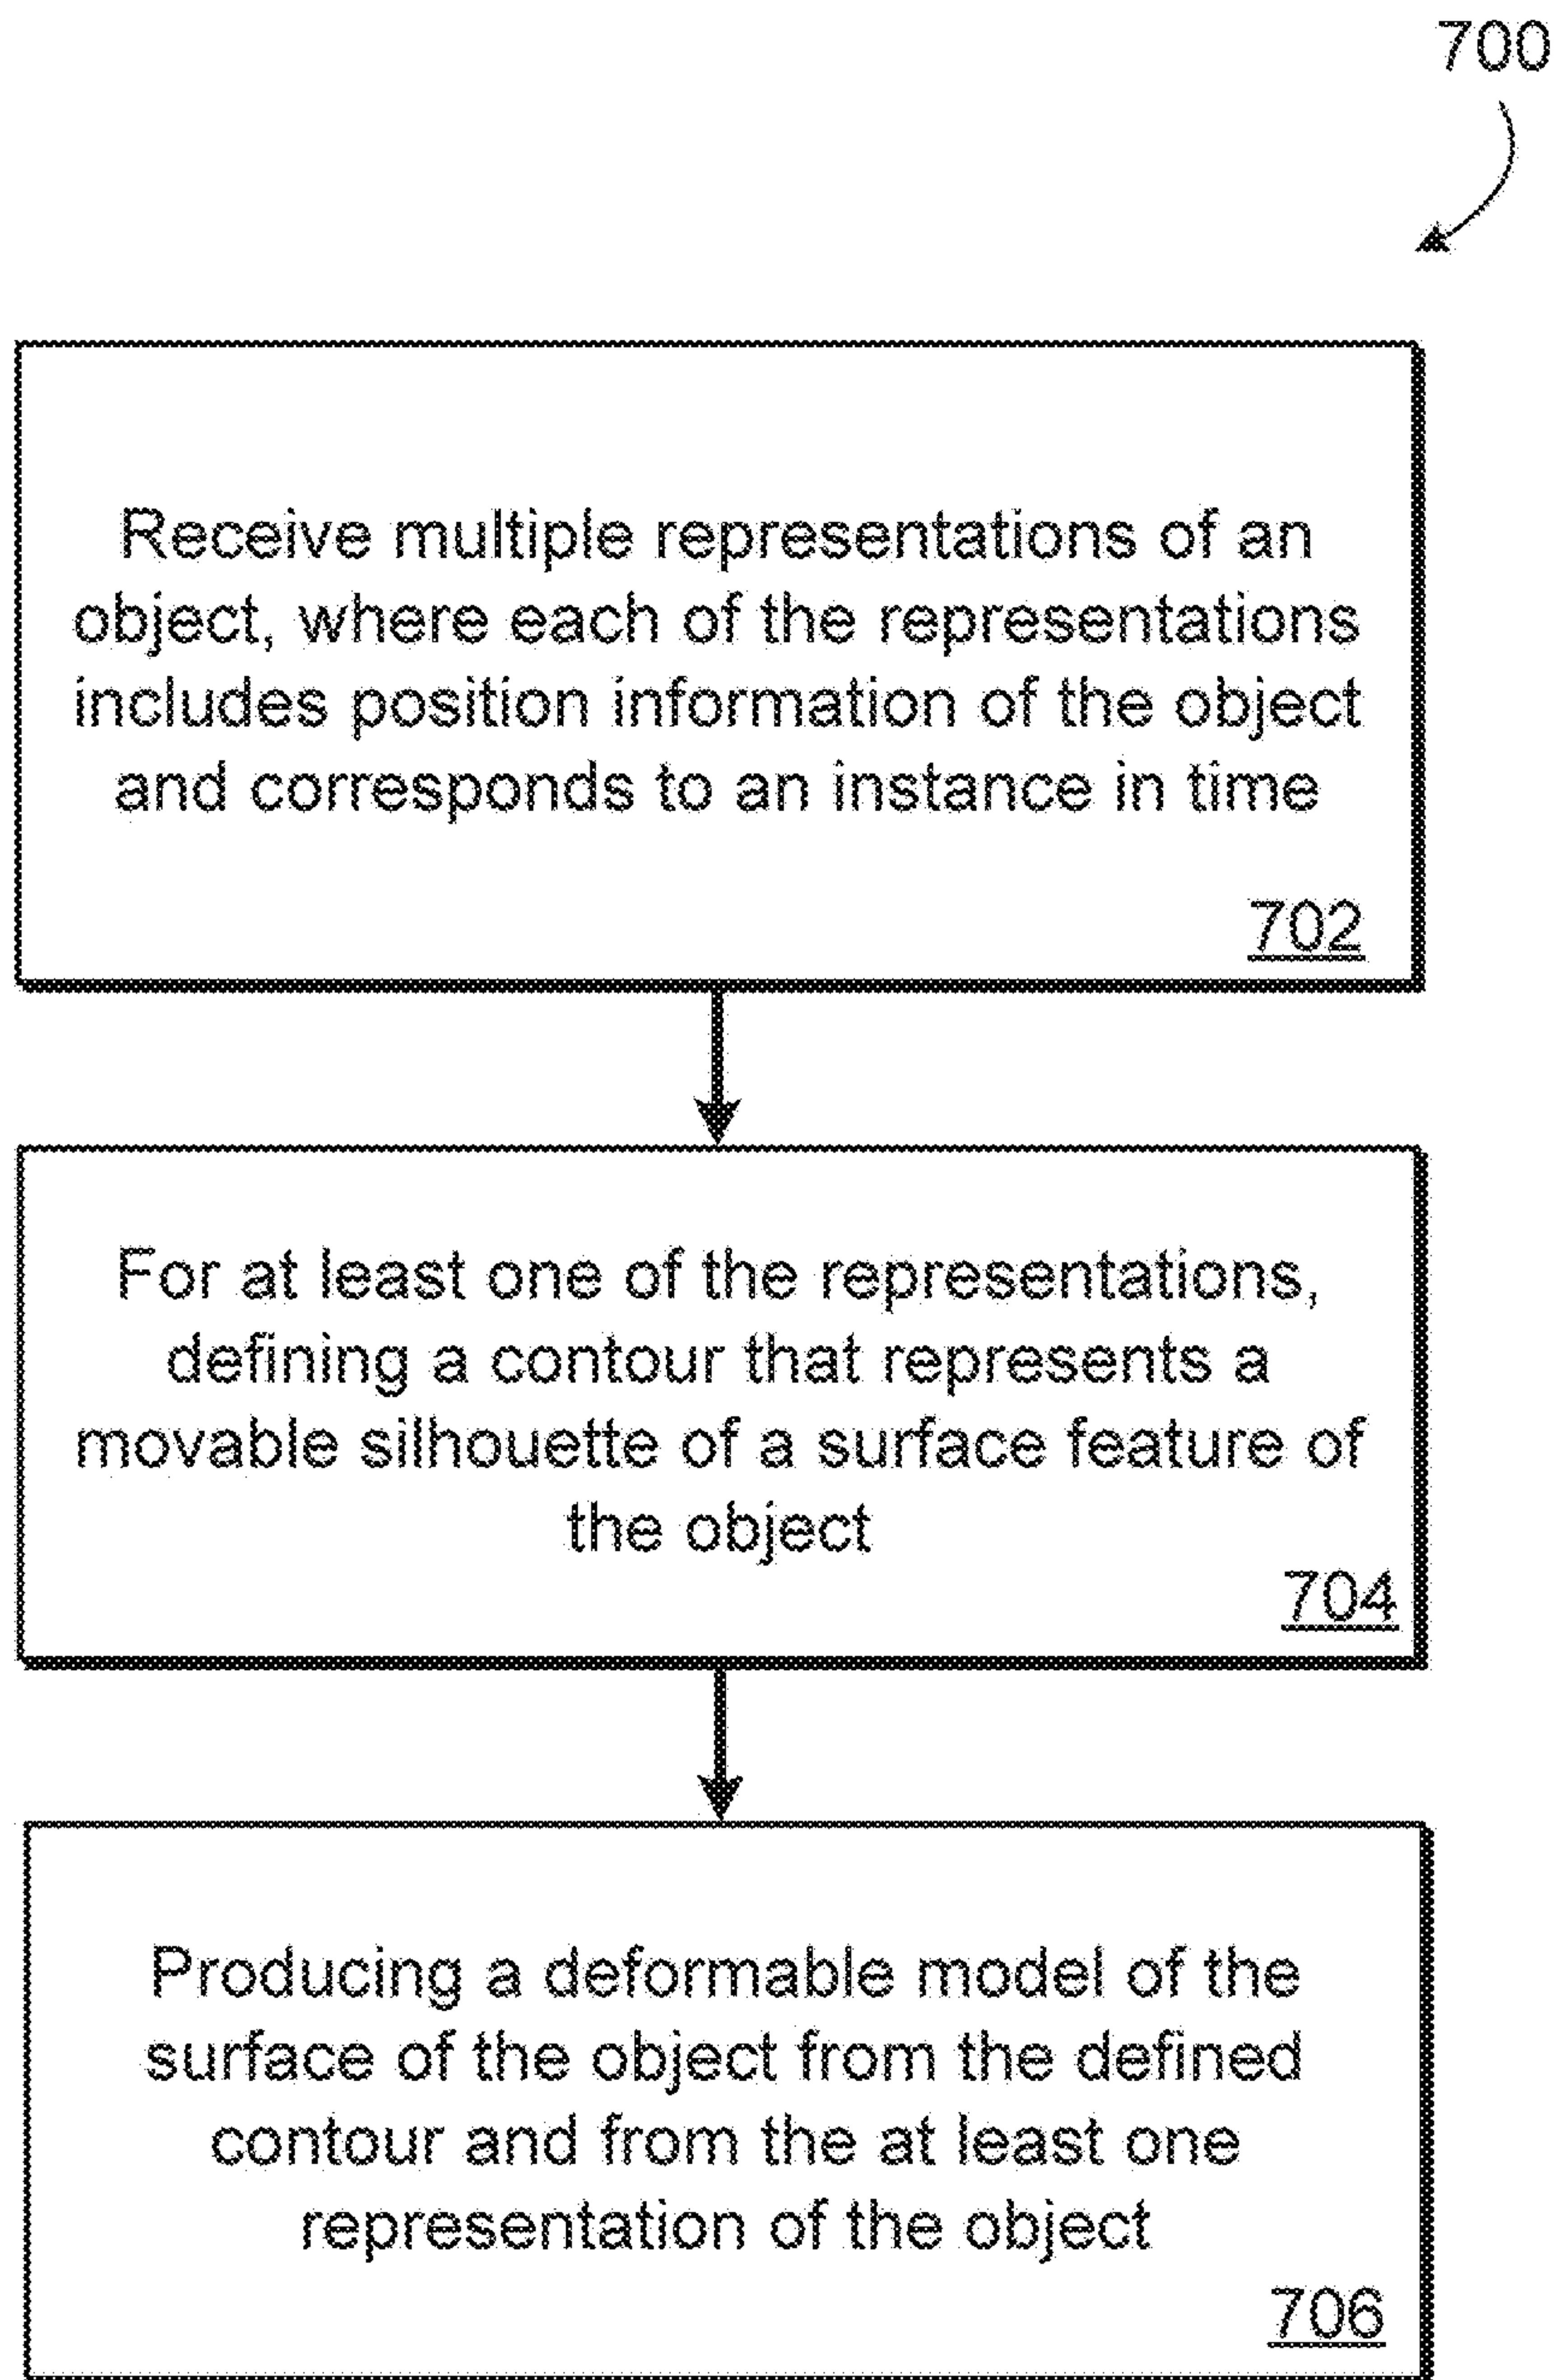 700
Receive multiple representations of an
object, where each of the representations
includes position information of the object
and corresponds to an instance in time
702
For at least one of the representations,
defining a contour that represents a
movable silhouette of a surface feature of
the object
704
Producing a deformable model of the
surface of the object from the defined
contour and from the at least one
representation of the object
706